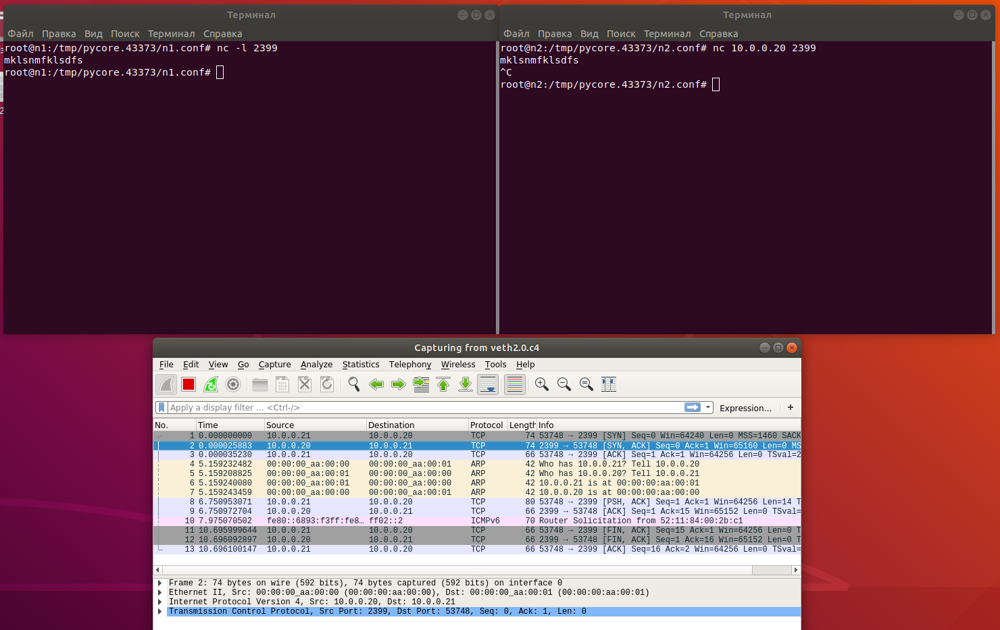 Терминал
Файл Правка Вид Поиск Терминал Справка
root@n1:/tmp/pycore.43373/n1.conf# nc -l 2399
mklsnmfklsdfs
root@n1:/tmp/pycore.43373/n1.conf#
Терминал
Файл Правка Вид Поиск Терминал Справка
root@n2:/tmp/pycore.43373/n2.conf# nc 10.0.0.20 2399
mklsnmfklsdfs
^C
root@n2:/tmp/pycore.43373/n2.conf#
Capturing from veth2.0.c4
File Edit View Go Capture Analyze Statistics Telephony Wireless Tools Help
Apply a display filter … <Ctrl-/> Expression… +
No. Time Source Destination Protocol Length Info
1 0.000000000 10.0.0.21 10.0.0.20 TCP 74 53748 → 2399 [SYN] Seq=0 Win=64240 Len=0 MSS=1460 SACK
2 0.000025883 10.0.0.20 10.0.0.21 TCP 74 2399 → 53748 [SYN, ACK] Seq=0 Ack=1 Win=65160 Len=0 MS
3 0.000035230 10.0.0.21 10.0.0.20 TCP 66 53748 → 2399 [ACK] Seq=1 Ack=1 Win=64256 Len=0 TSval=2
4 5.159232482 00:00:00_aa:00:00 00:00:00_aa:00:01 ARP 42 Who has 10.0.0.21? Tell 10.0.0.20
5 5.159208825 00:00:00_aa:00:01 00:00:00_aa:00:00 ARP 42 Who has 10.0.0.20? Tell 10.0.0.21
6 5.159240080 00:00:00_aa:00:01 00:00:00_aa:00:00 ARP 42 10.0.0.21 is at 00:00:00:aa:00:01
7 5.159243459 00:00:00_aa:00:00 00:00:00_aa:00:01 ARP 42 10.0.0.20 is at 00:00:00:aa:00:00
8 6.750953071 10.0.0.21 10.0.0.20 TCP 80 53748 → 2399 [PSH, ACK] Seq=1 Ack=1 Win=64256 Len=14 T
9 6.750972704 10.0.0.20 10.0.0.21 TCP 66 2399 → 53748 [ACK] Seq=1 Ack=15 Win=65152 Len=0 TSval=
10 7.975070502 fe80::6893:f3ff:fe8… ff02::2 ICMPv6 70 Router Solicitation from 52:11:84:00:2b:c1
11 10.695999644 10.0.0.21 10.0.0.20 TCP 66 53748 → 2399 [FIN, ACK] Seq=15 Ack=1 Win=64256 Len=0 T
12 10.696092897 10.0.0.20 10.0.0.21 TCP 66 2399 → 53748 [FIN, ACK] Seq=1 Ack=16 Win=65152 Len=0 T
13 10.696100147 10.0.0.21 10.0.0.20 TCP 66 53748 → 2399 [ACK] Seq=16 Ack=2 Win=64256 Len=0 TSval=
Frame 2: 74 bytes on wire (592 bits), 74 bytes captured (592 bits) on interface 0
Ethernet II, Src: 00:00:00_aa:00:00 (00:00:00:aa:00:00), Dst: 00:00:00_aa:00:01 (00:00:00:aa:00:01)
Internet Protocol Version 4, Src: 10.0.0.20, Dst: 10.0.0.21
Transmission Control Protocol, Src Port: 2399, Dst Port: 53748, Seq: 0, Ack: 1, Len: 0